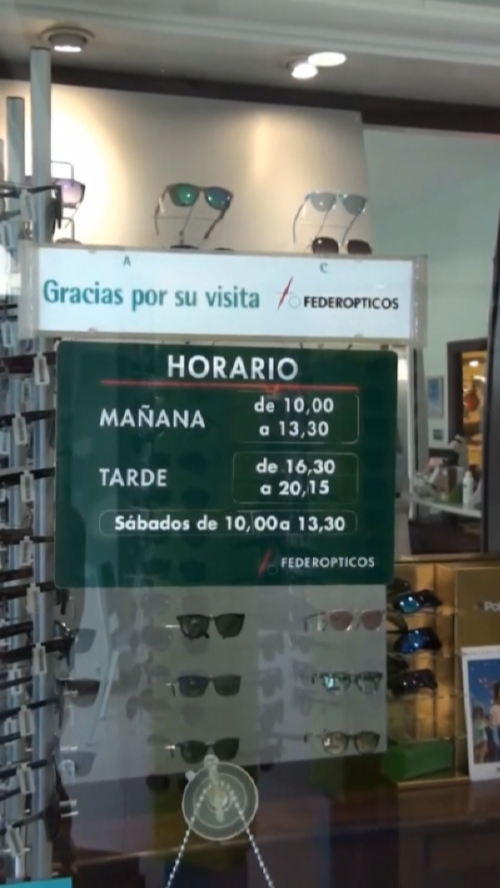 A C
Gracias por su visita FEDEROPTICOS
HORARIO
MAÑANA
de 10,00
a 13,30
TARDE
de 16,30
a 20,15
Sábados de 10,00a 13,30
FEDEROPTICOS